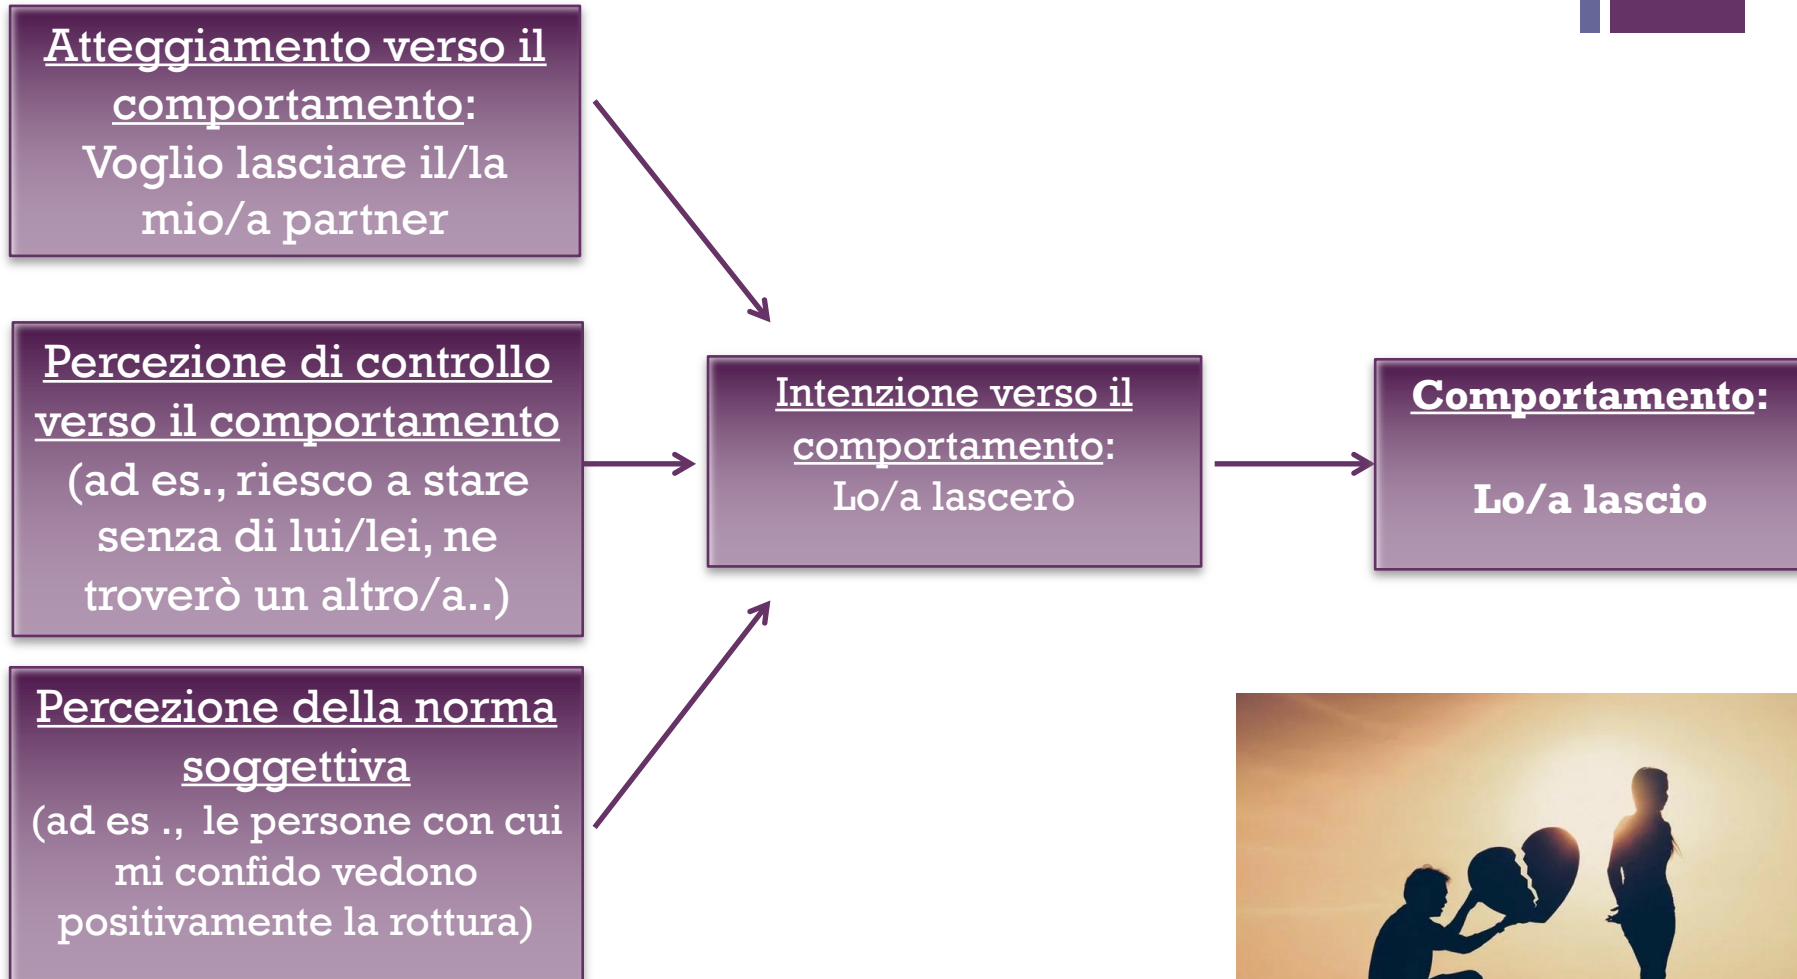 Atteggiamento verso il
comportamento:
Voglio lasciare il/la
mio/a partner
Percezione di controllo
verso il comportamento
(ad es., riesco a stare
senza di lui/lei, ne
troverò un altro/a..)
Percezione della norma
soggettiva
(ad es ., le persone con cui
mi confido vedono
positivamente la rottura)
Intenzione verso il
comportamento:
Lo/a lascerò
Comportamento:
Lo/a lascio